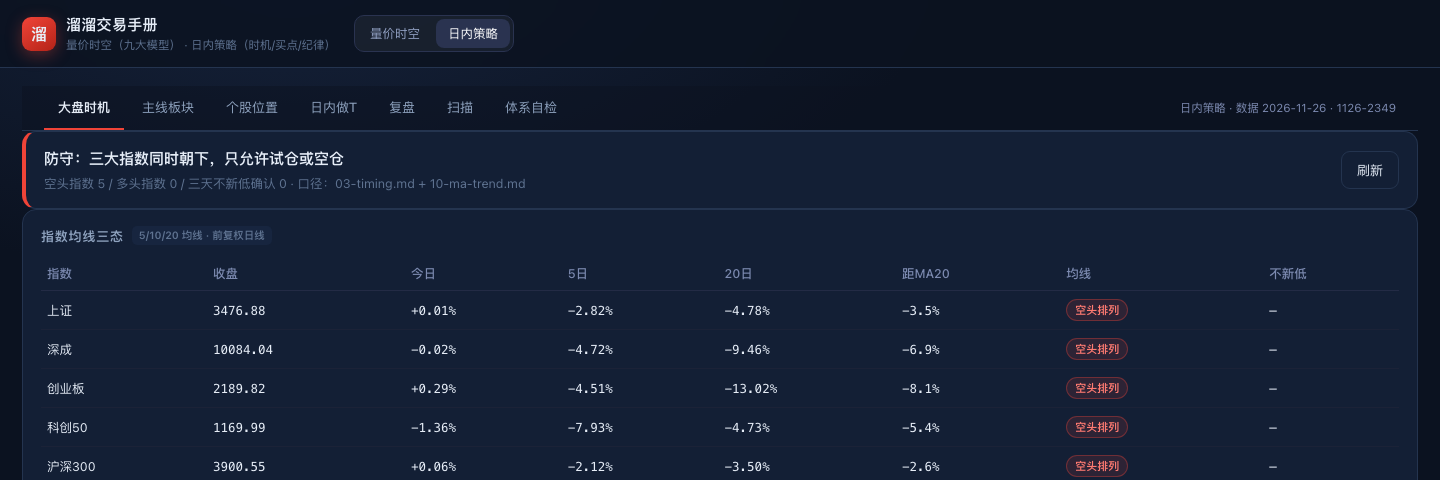 溜
溜溜交易手册
量价时空（九大模型） · 日内策略（时机/买点/纪律）
量价时空 日内策略
大盘时机 主线板块 个股位置 日内做T 复盘 扫描 体系自检
日内策略 · 数据 2026-11-26 · 1126-2349
防守：三大指数同时朝下，只允许试仓或空仓
空头指数 5 / 多头指数 0 / 三天不新低确认 0 · 口径：03-timing.md + 10-ma-trend.md
刷新
指数均线三态 5/10/20 均线 · 前复权日线
指数 收盘 今日 5日 20日 距MA20 均线 不新低
上证 3476.88 +0.01% −2.82% −4.78% −3.5% 空头排列 —
深成 10084.04 −0.02% −4.72% −9.46% −6.9% 空头排列 —
创业板 2189.82 +0.29% −4.51% −13.02% −8.1% 空头排列 —
科创50 1169.99 −1.36% −7.93% −4.73% −5.4% 空头排列 —
沪深300 3900.55 +0.06% −2.12% −3.50% −2.6% 空头排列 —